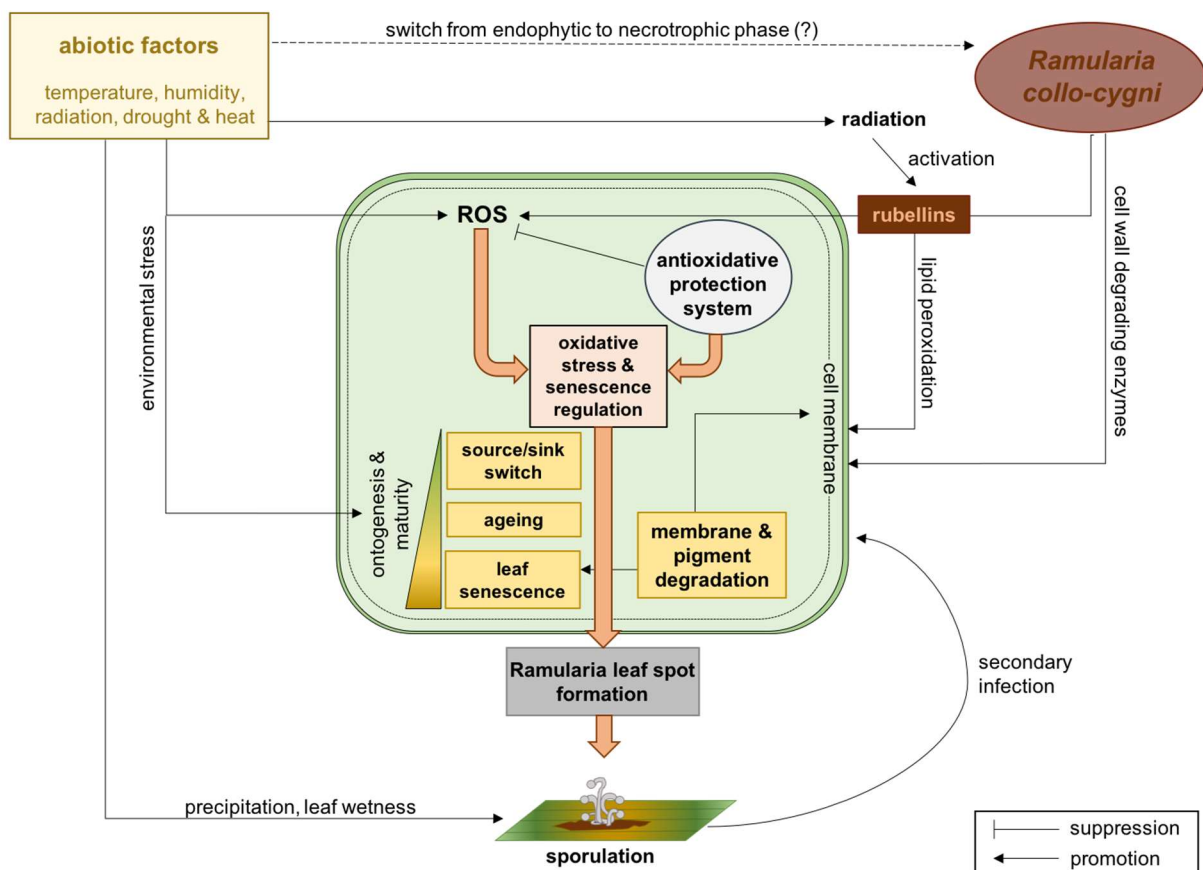 abiotic factors
temperature, humidity,
radiation, drought & heat
switch from endophytic to necrotrophic phase (?)
Ramularia
collo-cygni
radiation
activation
rubellins
ROS
antioxidative
protection
system
lipid peroxidation
cell wall degrading enzymes
environmental stress
oxidative
stress &
senescence
regulation
cell membrane
ontogenesis &
maturity
source/sink
switch
ageing
leaf
senescence
membrane &
pigment
degradation
Ramularia leaf spot
formation
secondary
infection
precipitation, leaf wetness
sporulation
suppression
promotion